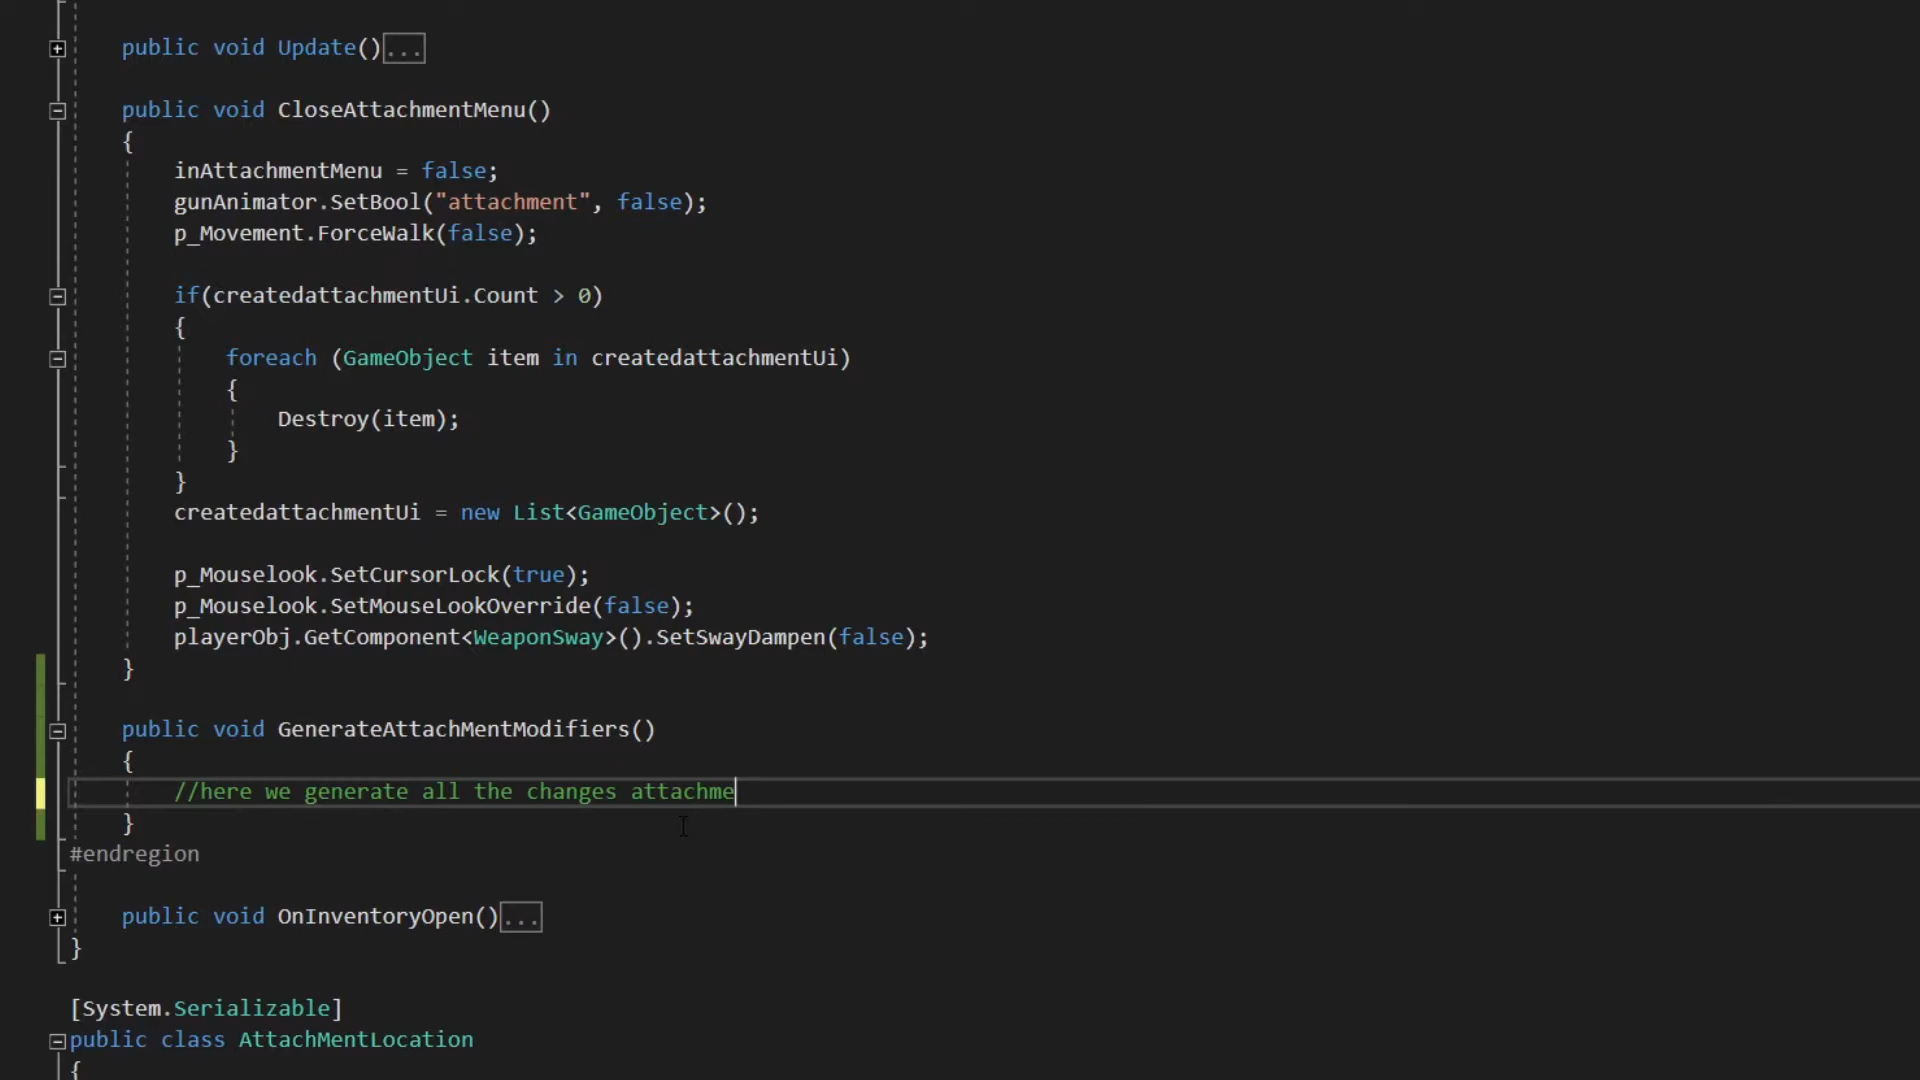 public void Update()...
public void CloseAttachmentMenu()
{
inAttachmentMenu = false;
gunAnimator.SetBool("attachment", false);
p_Movement.ForceWalk(false);
if(createdattachmentUi.Count > 0)
{
foreach (GameObject item in createdattachmentUi)
{
Destroy(item);
}
}
createdattachmentUi = new List<GameObject>();
p_Mouselook.SetCursorLock(true);
p_Mouselook.SetMouseLookOverride(false);
playerObj.GetComponent<WeaponSway>().SetSwayDampen(false);
}
public void GenerateAttachMentModifiers()
{
//here we generate all the changes attachme
}
#endregion
public void OnInventoryOpen()...
}
[System.Serializable]
public class AttachMentLocation
{